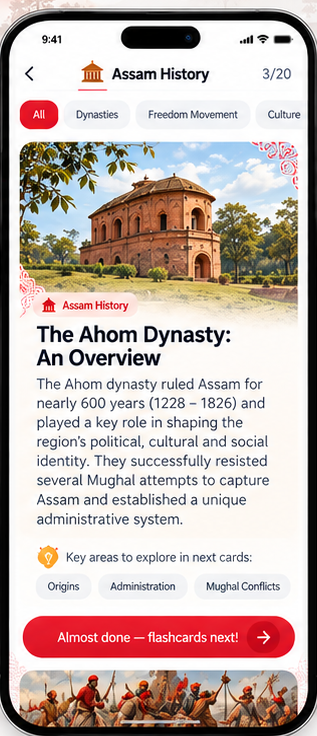 9:41
Assam History
3/20
All
Dynasties
Freedom Movement
Culture
Assam History
The Ahom Dynasty:
An Overview
The Ahom dynasty ruled Assam for
nearly 600 years (1228 – 1826) and
played a key role in shaping the
region's political, cultural and social
identity. They successfully resisted
several Mughal attempts to capture
Assam and established a unique
administrative system.
Key areas to explore in next cards:
Origins
Administration
Mughal Conflicts
Almost done — flashcards next!